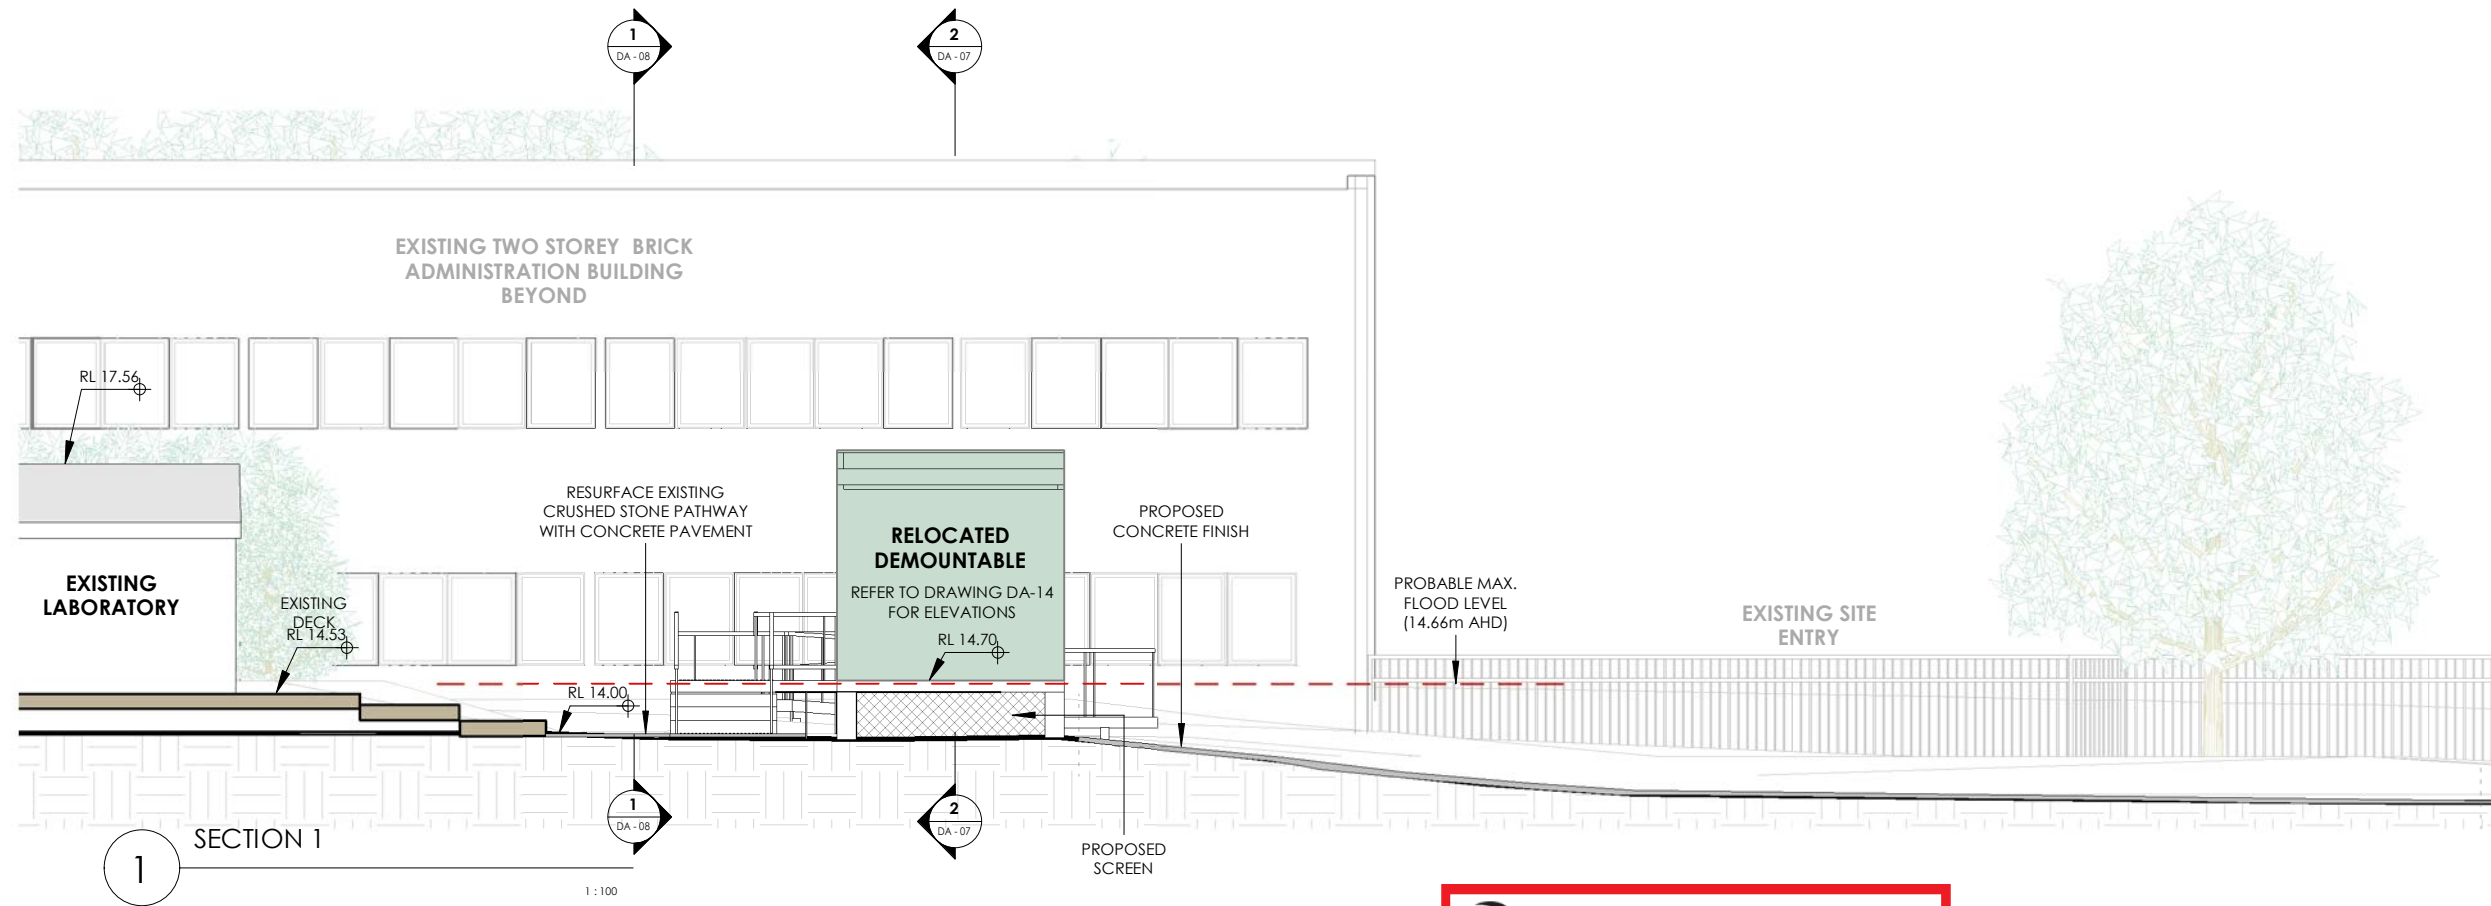 1
DA - 08
2
DA - 07
EXISTING TWO STOREY BRICK
ADMINISTRATION BUILDING
BEYOND
RL 17.56
RESURFACE EXISTING
CRUSHED STONE PATHWAY
WITH CONCRETE PAVEMENT
RELOCATED
DEMOUNTABLE
REFER TO DRAWING DA-14
FOR ELEVATIONS
RL 14.70
PROPOSED
CONCRETE FINISH
EXISTING
LABORATORY
EXISTING
DECK
RL 14.53
RL 14.00
PROBABLE MAX.
FLOOD LEVEL
(14.66m AHD)
EXISTING SITE
ENTRY
1
DA - 08
2
DA - 07
PROPOSED
SCREEN
1
SECTION 1
1 : 100